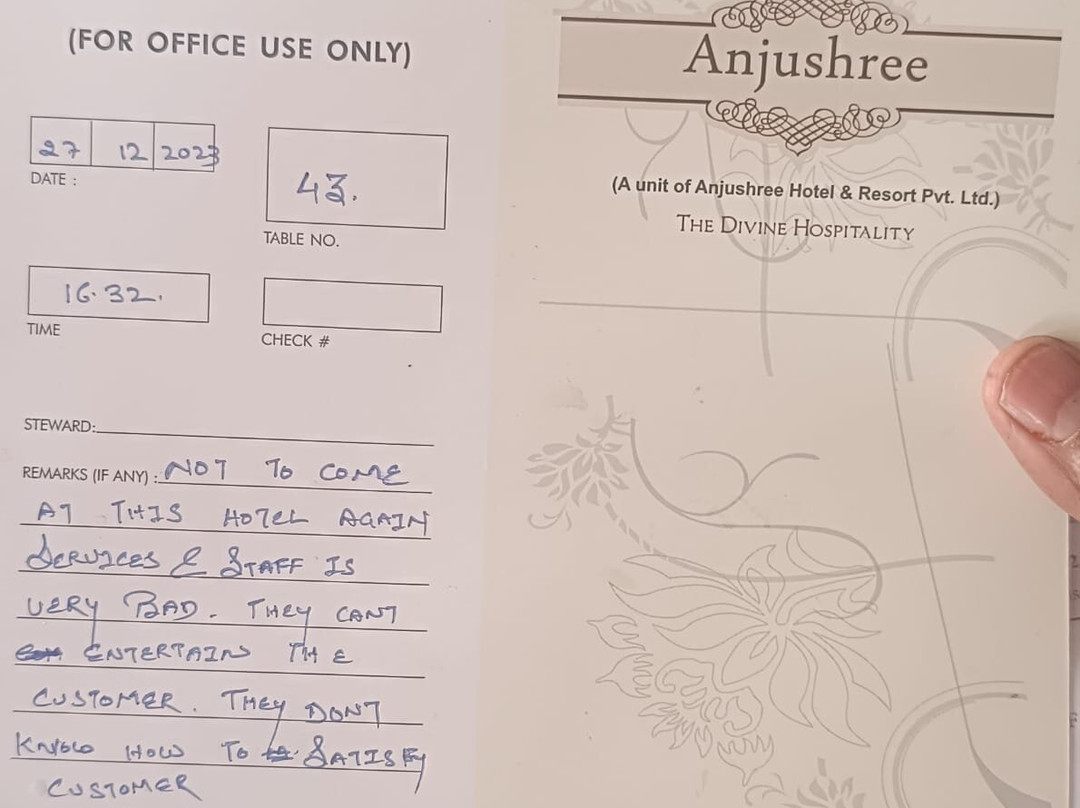 (FOR OFFICE USE ONLY)
27 12 2023
DATE :
43.
TABLE NO.
16.32.
TIME
CHECK #
STEWARD:
REMARKS (IF ANY) : NOT TO COME
AT THIS HOTEL AGAIN
SERVICES & STAFF IS
VERY BAD. THEY CANT
ENTERTAIN THE
CUSTOMER. THEY DONT
KNOW HOW TO SATISFY
CUSTOMER
Anjushree
(A unit of Anjushree Hotel & Resort Pvt. Ltd.)
THE DIVINE HOSPITALITY